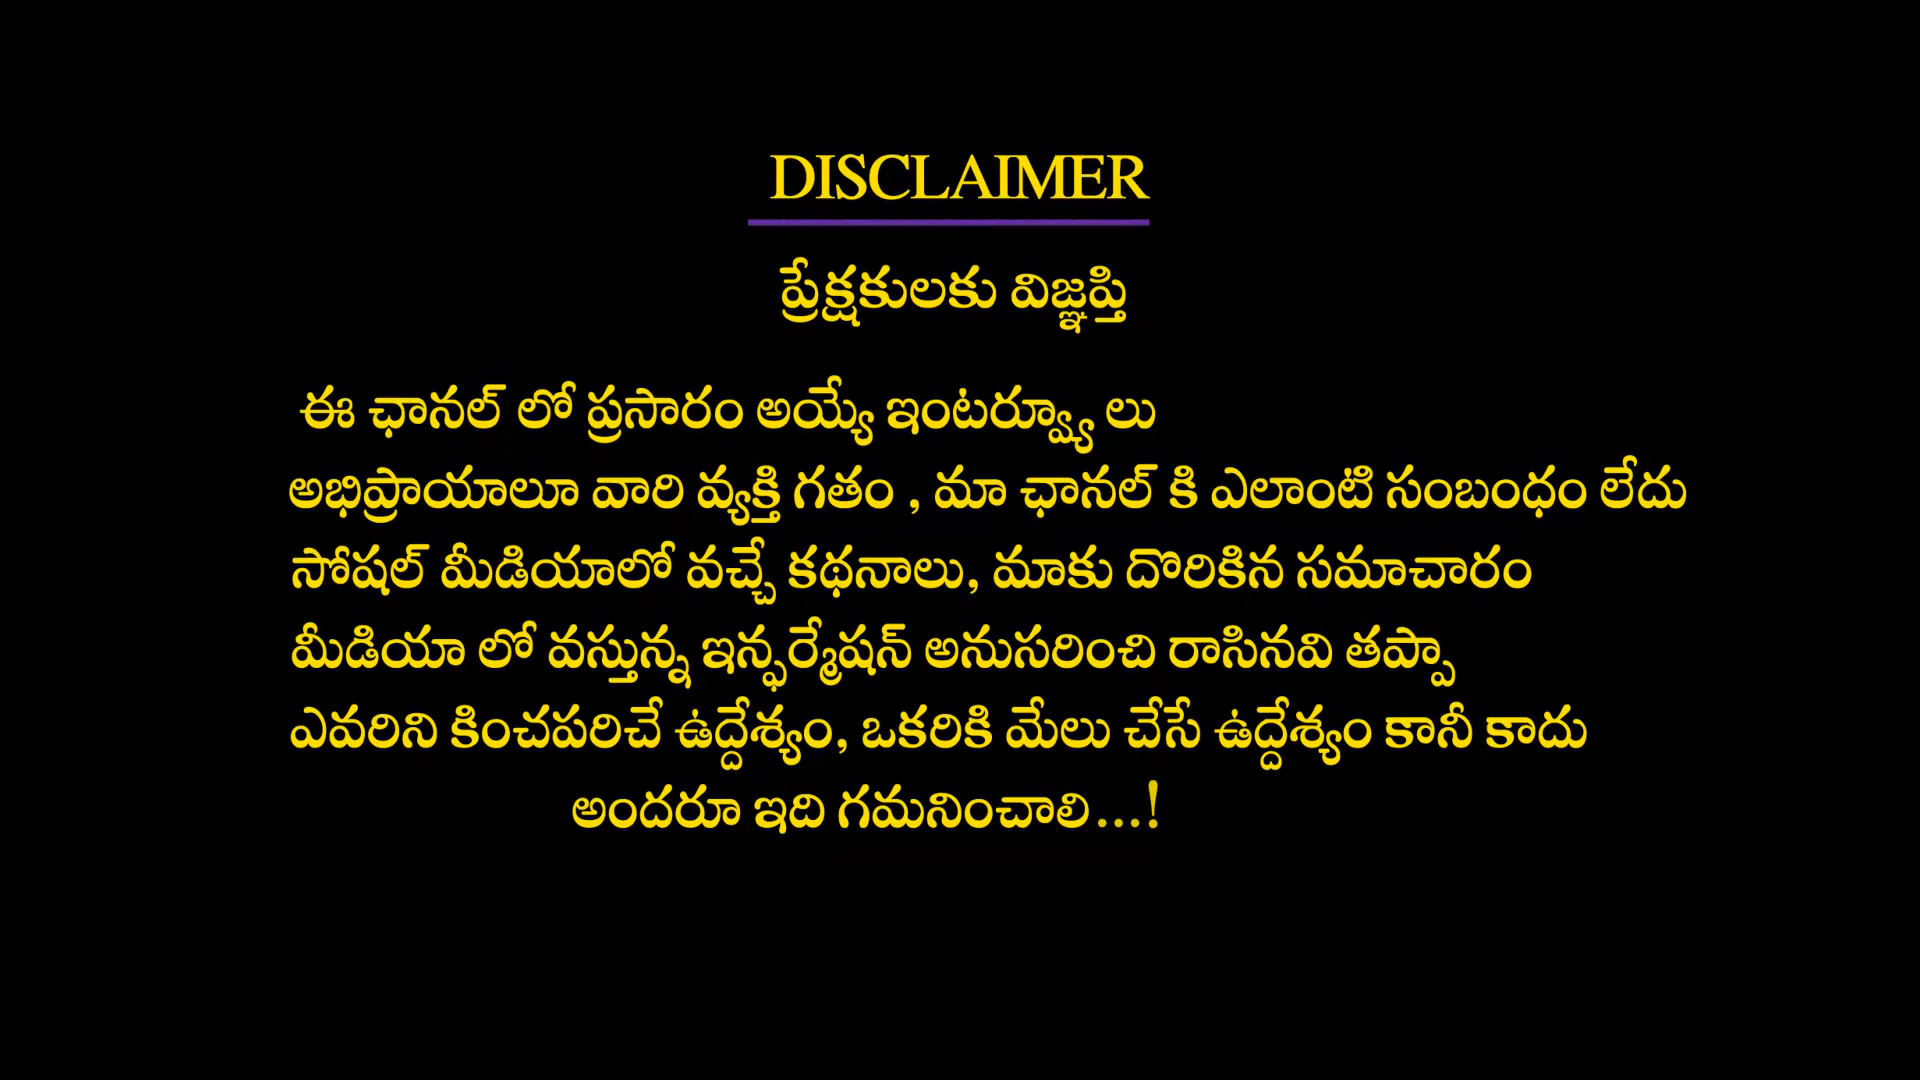 DISCLAIMER
ప్రేక్షకులకు విజ్ఞప్తి
ఈ ఛానల్ లో ప్రసారం అయ్యే ఇంటర్వ్యూ లు
అభిప్రాయాలూ వారి వ్యక్తి గతం , మా ఛానల్ కి ఎలాంటి సంబంధం లేదు
సోషల్ మీడియాలో వచ్చే కథనాలు, మాకు దొరికిన సమాచారం
మీడియా లో వస్తున్న ఇన్ఫర్మేషన్ అనుసరించి రాసినవి తప్పా
ఎవరిని కించపరిచే ఉద్దేశ్యం, ఒకరికి మేలు చేసే ఉద్దేశ్యం కానీ కాదు
అందరూ ఇది గమనించాలి...!